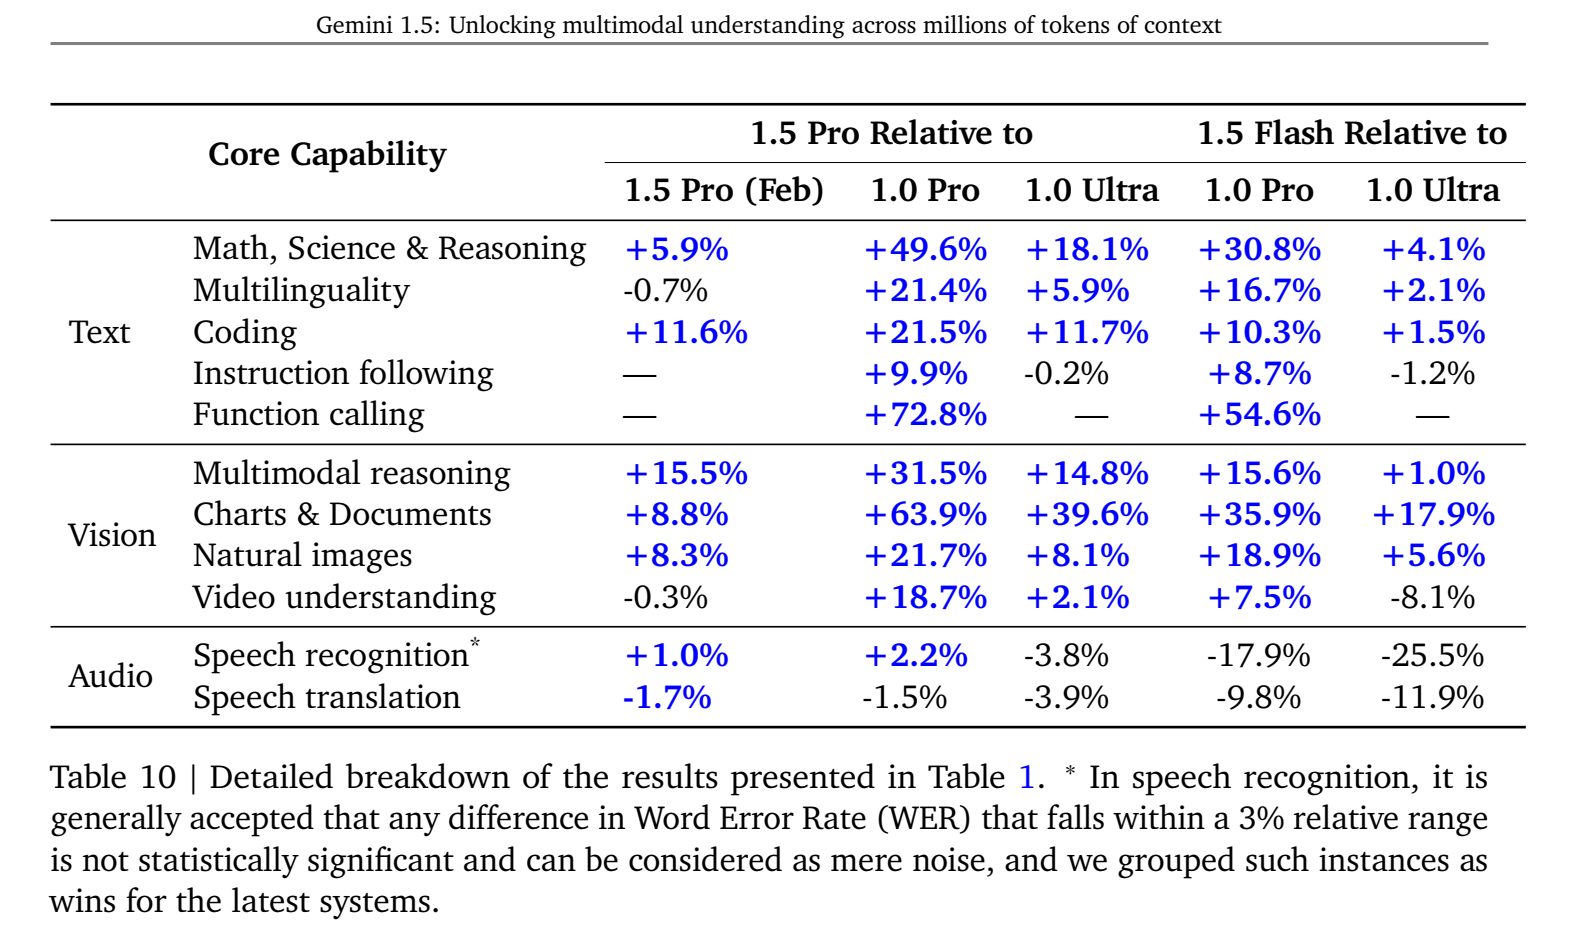 Gemini 1.5: Unlocking multimodal understanding across millions of tokens of context
Core Capability 1.5 Pro Relative to 1.5 Flash Relative to
1.5 Pro (Feb) 1.0 Pro 1.0 Ultra 1.0 Pro 1.0 Ultra
Text
Math, Science & Reasoning +5.9% +49.6% +18.1% +30.8% +4.1%
Multilinguality -0.7% +21.4% +5.9% +16.7% +2.1%
Coding +11.6% +21.5% +11.7% +10.3% +1.5%
Instruction following — +9.9% -0.2% +8.7% -1.2%
Function calling — +72.8% — +54.6% —
Vision
Multimodal reasoning +15.5% +31.5% +14.8% +15.6% +1.0%
Charts & Documents +8.8% +63.9% +39.6% +35.9% +17.9%
Natural images +8.3% +21.7% +8.1% +18.9% +5.6%
Video understanding -0.3% +18.7% +2.1% +7.5% -8.1%
Audio
Speech recognition* +1.0% +2.2% -3.8% -17.9% -25.5%
Speech translation -1.7% -1.5% -3.9% -9.8% -11.9%
Table 10 | Detailed breakdown of the results presented in Table 1. * In speech recognition, it is
generally accepted that any difference in Word Error Rate (WER) that falls within a 3% relative range
is not statistically significant and can be considered as mere noise, and we grouped such instances as
wins for the latest systems.